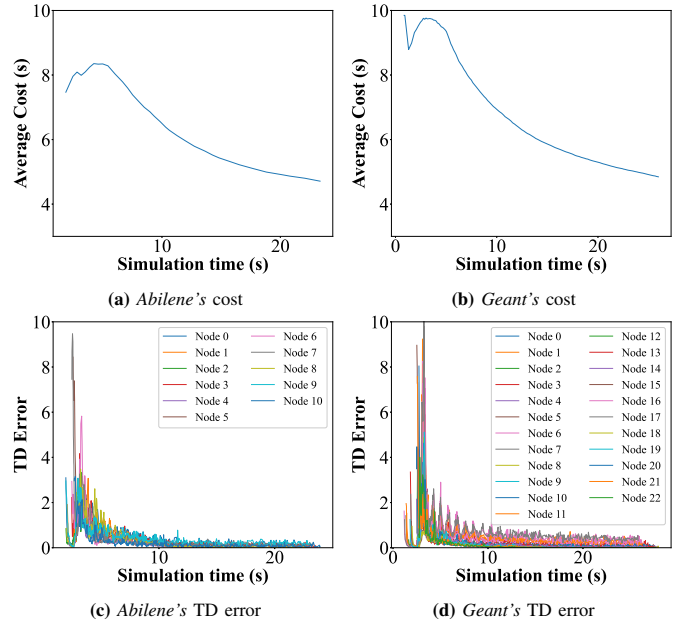 10
8
6
4
Average Cost (s)
10
20
Simulation time (s)
(a) Abilene's cost
10
8
6
4
Average Cost (s)
0
10
20
Simulation time (s)
(b) Geant's cost
10
8
6
4
2
0
TD Error
Node 0
Node 1
Node 2
Node 3
Node 4
Node 5
Node 6
Node 7
Node 8
Node 9
Node 10
10
20
Simulation time (s)
(c) Abilene's TD error
10
8
6
4
2
0
TD Error
Node 0
Node 1
Node 2
Node 3
Node 4
Node 5
Node 6
Node 7
Node 8
Node 9
Node 10
Node 11
Node 12
Node 13
Node 14
Node 15
Node 16
Node 17
Node 18
Node 19
Node 20
Node 21
Node 22
0
10
20
Simulation time (s)
(d) Geant's TD error